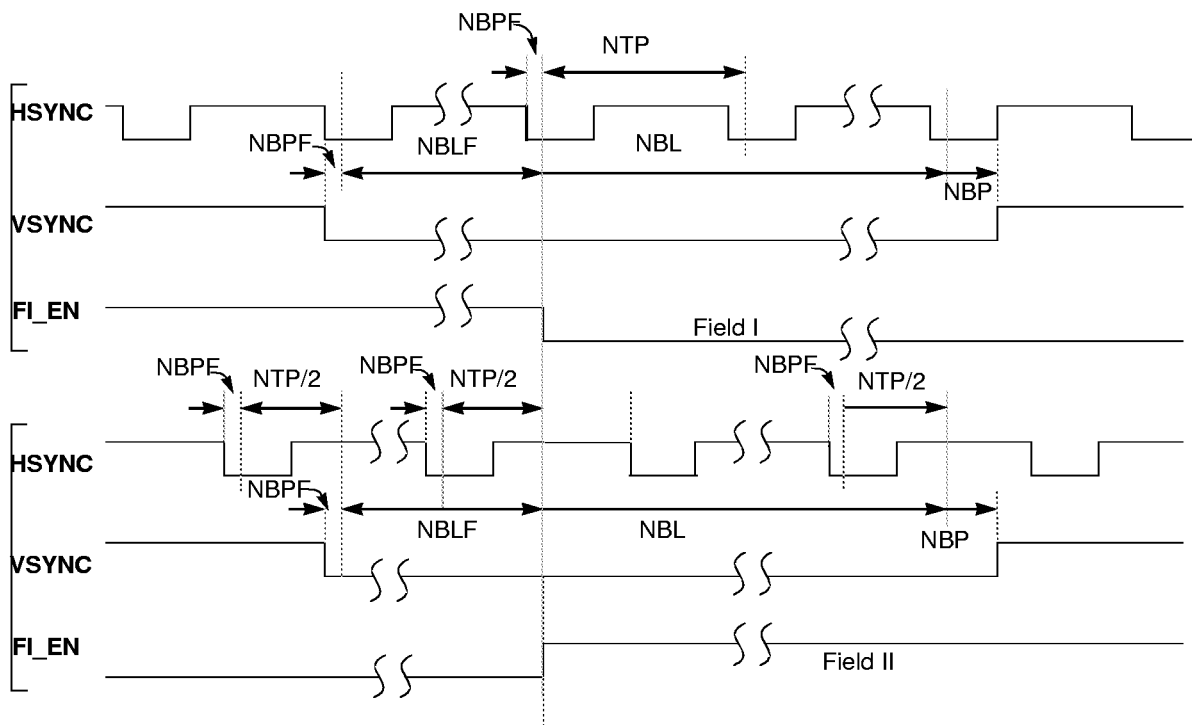 NBPF
NTP
HSYNC
NBPF
NBLF
NBL
NBP
VSYNC
FI_EN
Field I
NBPF
NTP/2
NBPF
NTP/2
NBPF
NTP/2
HSYNC
NBPF
NBLF
NBL
NBP
VSYNC
FI_EN
Field II